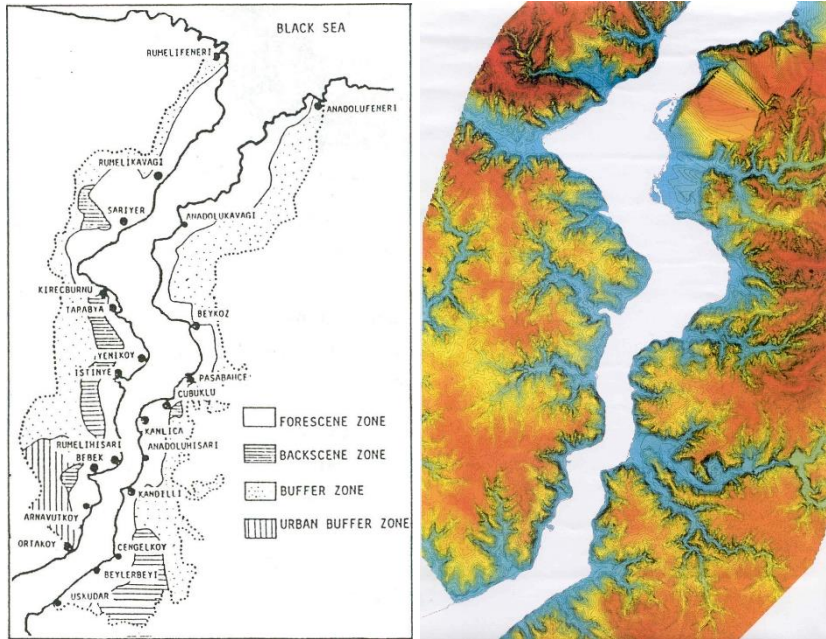 BLACK SEA
RUMELIFENERI
ANADOLUFENERI
RUMELIKAVAGI
SARIYER
ANADOLUKAVAGI
KIRECBURNU
TAPABYA
BEYKOZ
YENIKOY
ISTINYE
PASABAHCE
CUBUKLU
FORESCENE ZONE
KANLICA
RUMELIHISARI
ANADOLUHISARI
BACKSCENE ZONE
BEBEK
KANDILLI
BUFFER ZONE
ARNAVUTKOY
URBAN BUFFER ZONE
ORTAKOY
CENGELKOY
BEYLERBEYI
USKUDAR